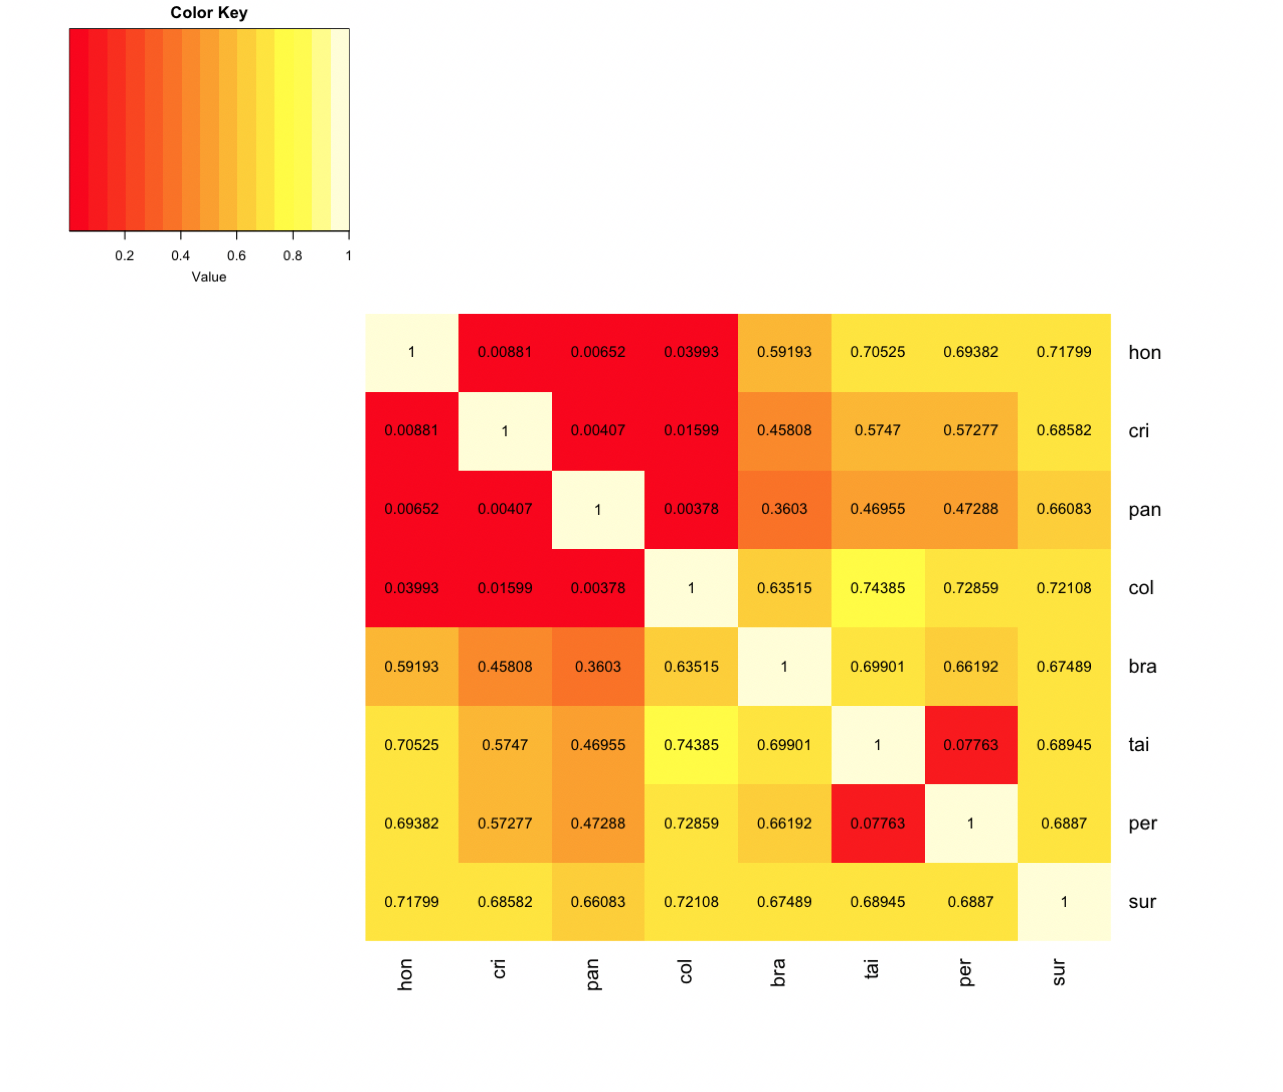 Color Key
0.2 0.4 0.6 0.8 1
Value
1 0.00881 0.00652 0.03993 0.59193 0.70525 0.69382 0.71799 hon
0.00881 1 0.00407 0.01599 0.45808 0.5747 0.57277 0.68582 cri
0.00652 0.00407 1 0.00378 0.3603 0.46955 0.47288 0.66083 pan
0.03993 0.01599 0.00378 1 0.63515 0.74385 0.72859 0.72108 col
0.59193 0.45808 0.3603 0.63515 1 0.69901 0.66192 0.67489 bra
0.70525 0.5747 0.46955 0.74385 0.69901 1 0.07763 0.68945 tai
0.69382 0.57277 0.47288 0.72859 0.66192 0.07763 1 0.6887 per
0.71799 0.68582 0.66083 0.72108 0.67489 0.68945 0.6887 1 sur
hon cri pan col bra tai per sur